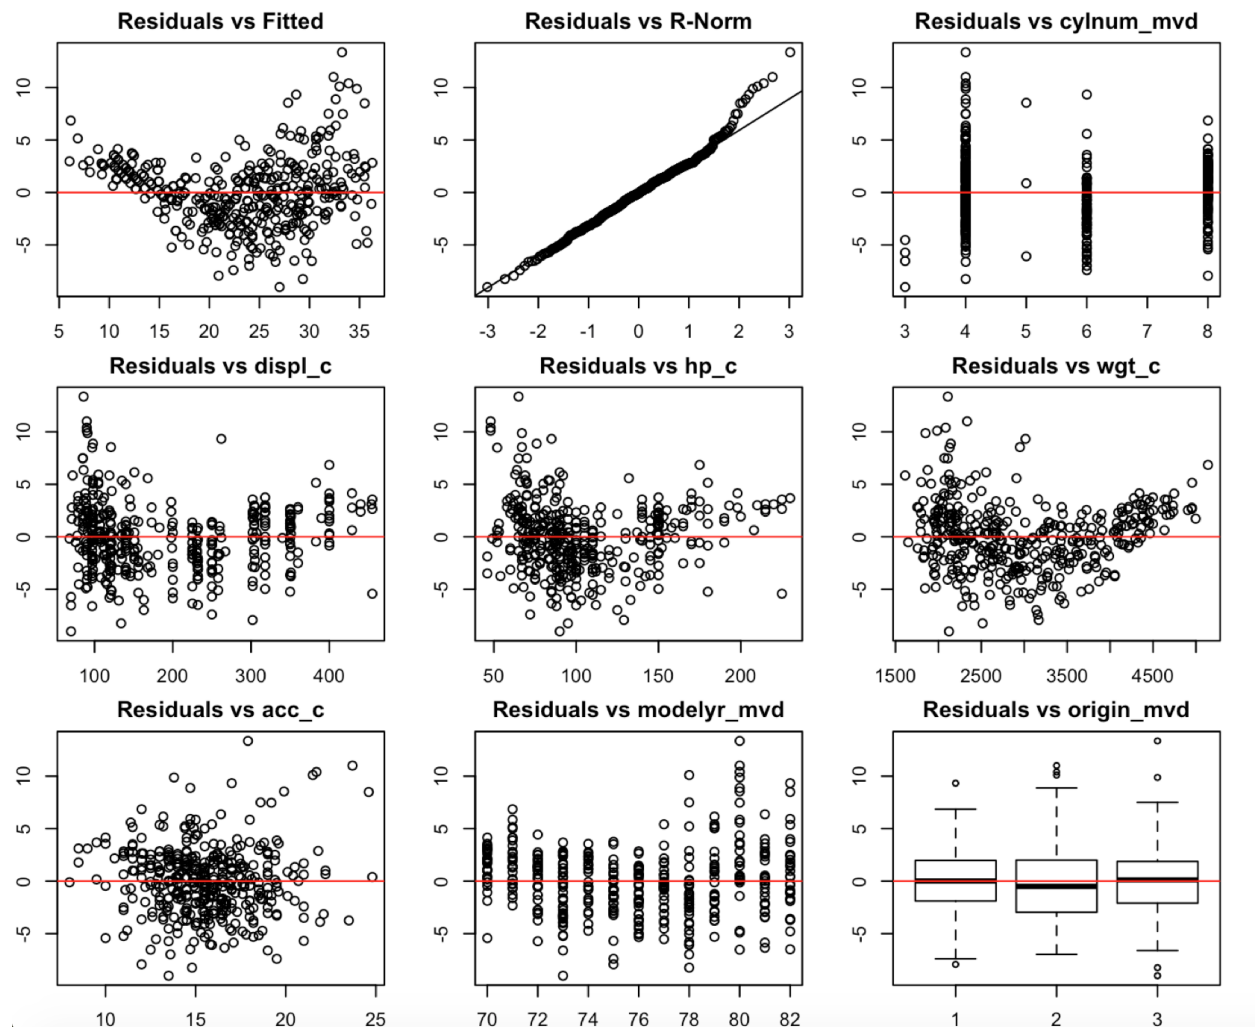 Residuals vs Fitted
10
5
0
-5
5 10 15 20 25 30 35
Residuals vs R-Norm
10
5
0
-5
-3 -2 -1 0 1 2 3
Residuals vs cylnum_mvd
10
5
0
-5
3 4 5 6 7 8
Residuals vs displ_c
10
5
0
-5
100 200 300 400
Residuals vs hp_c
10
5
0
-5
50 100 150 200
Residuals vs wgt_c
10
5
0
-5
1500 2500 3500 4500
Residuals vs acc_c
10
5
0
-5
10 15 20 25
Residuals vs modelyr_mvd
10
5
0
-5
70 72 74 76 78 80 82
Residuals vs origin_mvd
10
5
0
-5
1 2 3